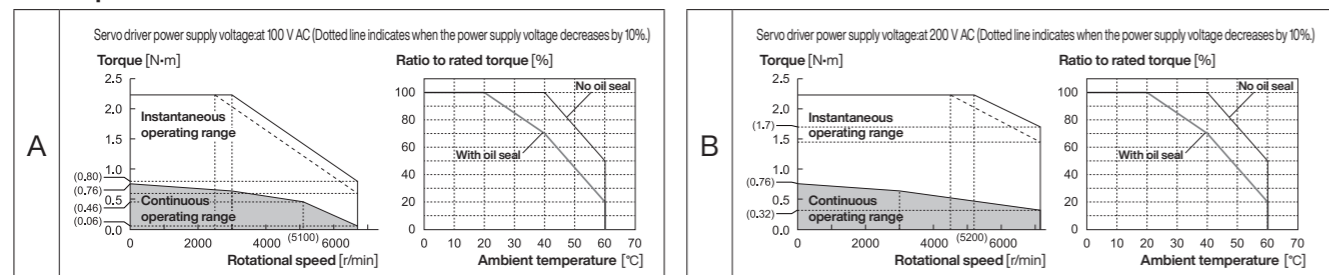 A
Servo driver power supply voltage:at 100 V AC (Dotted line indicates when the power supply voltage decreases by 10%.)
Torque [N•m]
2.5
2.0
1.5
1.0
(0.80)
(0.76)
0.5
(0.46)
(0.06)
0.0
Instantaneous
operating range
Continuous
operating range
0 2000 4000 (5100) 6000
Rotational speed [r/min]
Ratio to rated torque [%]
100
80
60
40
20
0
No oil seal
With oil seal
0 10 20 30 40 50 60 70
Ambient temperature [℃]
B
Servo driver power supply voltage:at 200 V AC (Dotted line indicates when the power supply voltage decreases by 10%.)
Torque [N•m]
2.5
2.0
(1.7)
1.5
1.0
(0.76)
0.5
(0.32)
0.0
Instantaneous
operating range
Continuous
operating range
0 2000 4000 (5200) 6000
Rotational speed [r/min]
Ratio to rated torque [%]
100
80
60
40
20
0
No oil seal
With oil seal
0 10 20 30 40 50 60 70
Ambient temperature [℃]